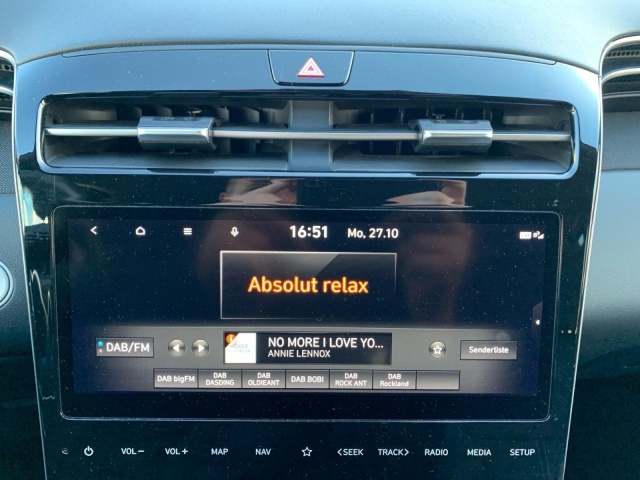 16:51 Mo, 27.10
Absolut relax
DAB/FM
NO MORE I LOVE YO...
ANNIE LENNOX
Senderliste
DAB bigFM
DAB DASDING
DAB OLDIEANT
DAB BOBI
DAB ROCK ANT
DAB Rockland
VOL− VOL+ MAP NAV <SEEK TRACK> RADIO MEDIA SETUP